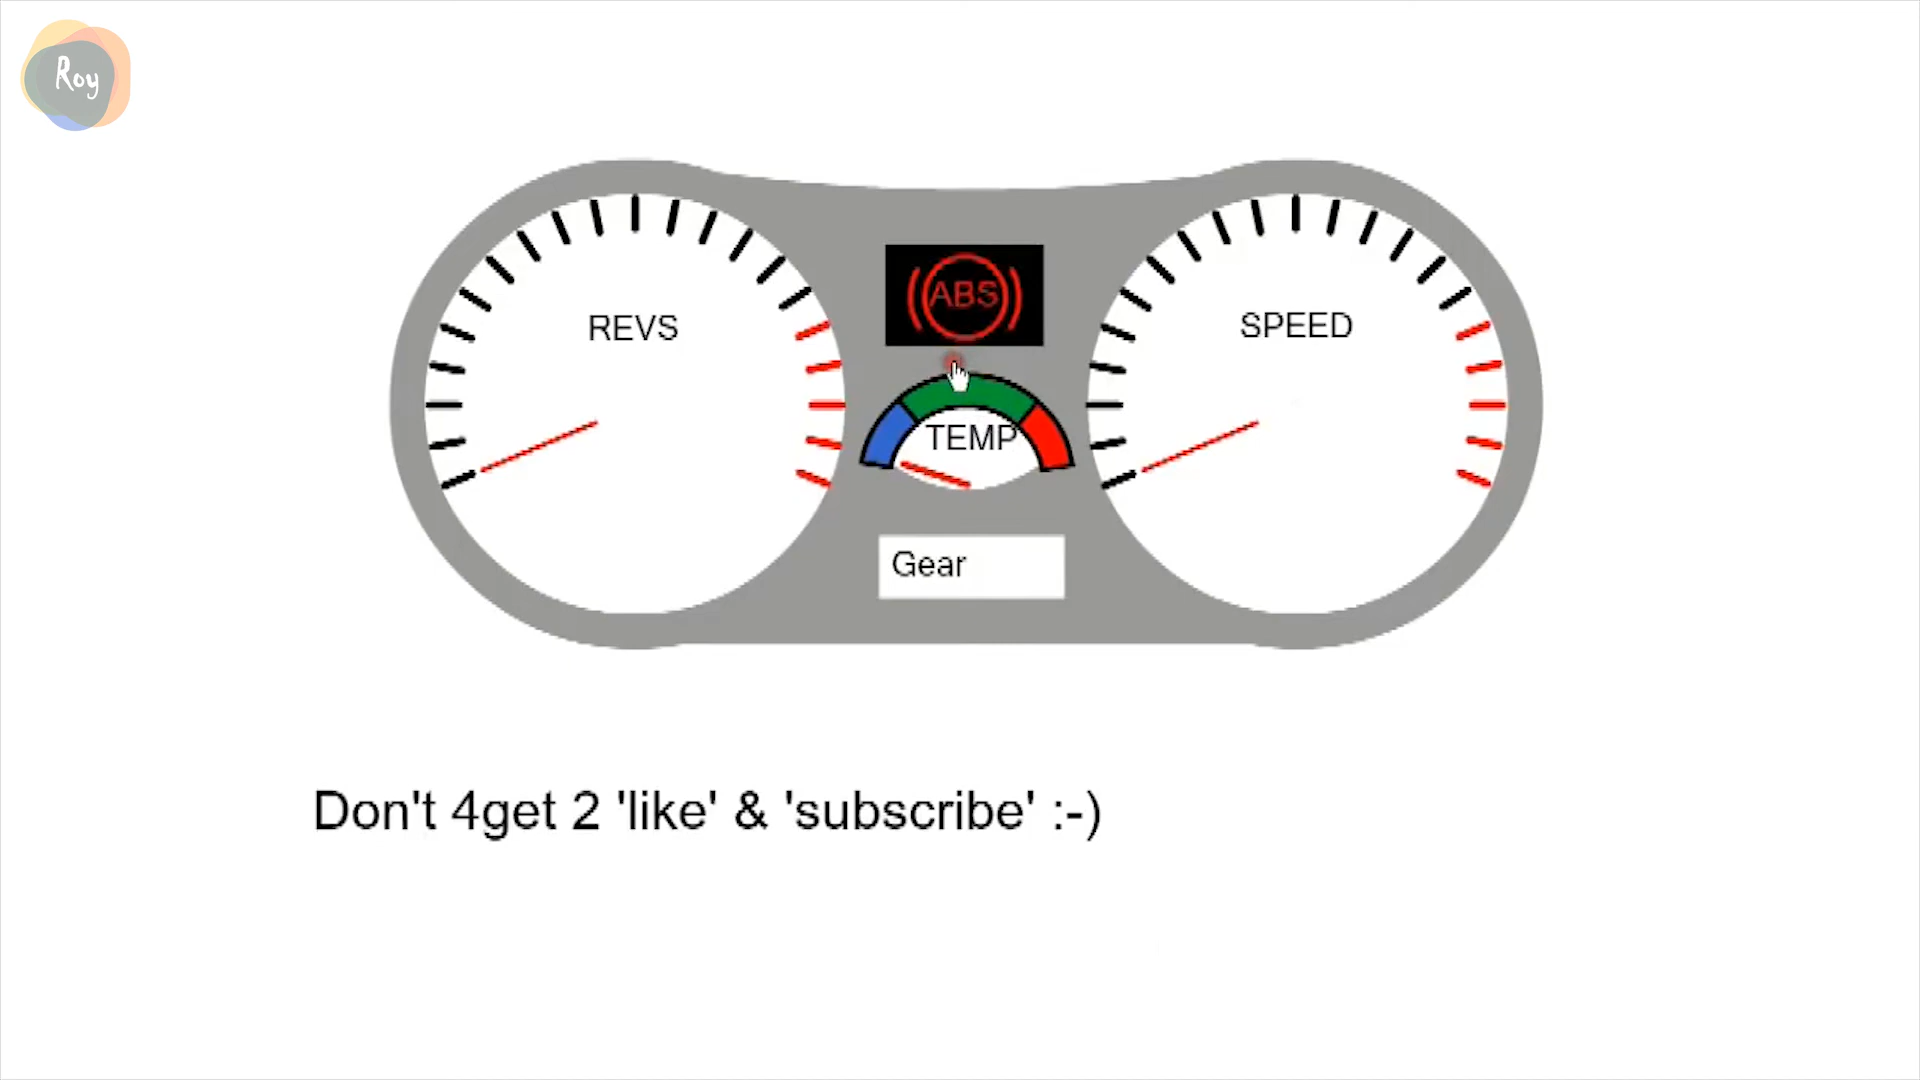 Roy
ABS
REVS
SPEED
TEMP
Gear
Don't 4get 2 'like' & 'subscribe' :-)